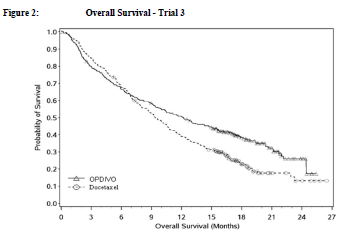 Figure 2: Overall Survival - Trial 3
Probability of Survival
1.0
0.9
0.8
0.7
0.6
0.5
0.4
0.3
0.2
0.1
0.0
OPDIVO
Docetaxel
0 3 6 9 12 15 18 21 24 27
Overall Survival (Months)